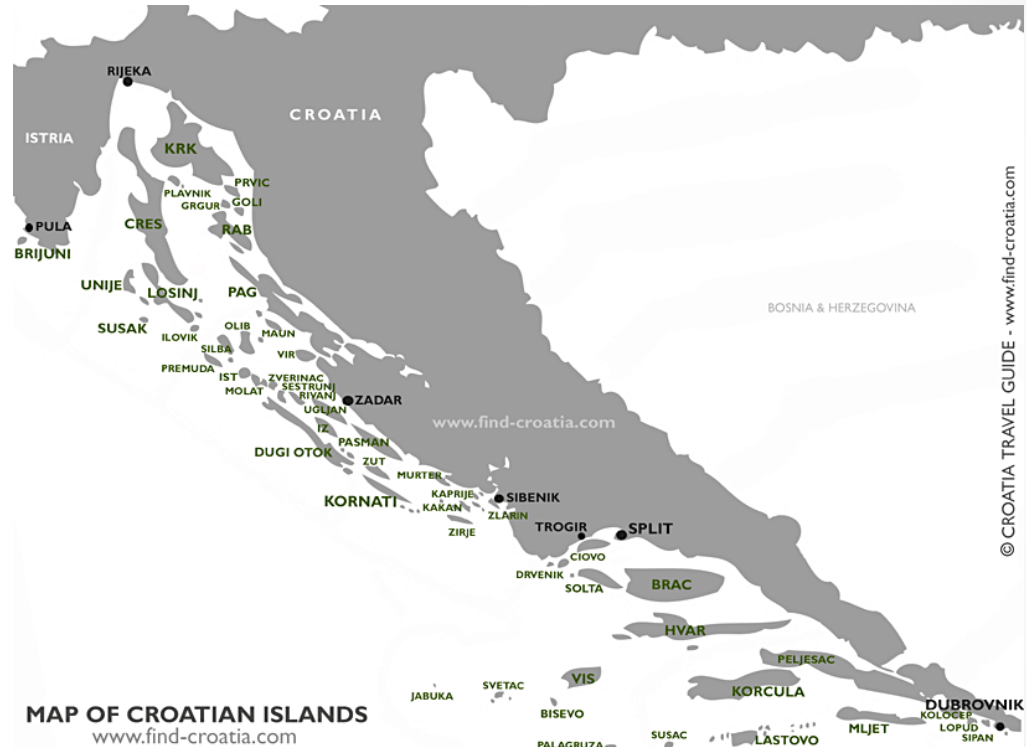 RIJEKA
CROATIA
ISTRIA
KRK
PRVIC
PLAVNIK
GRGUR
GOLI
CRES
RAB
PULA
BRIJUNI
UNIJE
LOSINJ
PAG
BOSNIA & HERZEGOVINA
SUSAK
ILOVIK
OLIB
MAUN
SILBA
VIR
PREMUDA
IST
ZVERINAC
SESTRUNJ
MOLAT
RIVANJ
ZADAR
UGLJAN
www.find-croatia.com
IZ
PASMAN
DUGI OTOK
ZUT
MURTER
KORNATI
KAPRIJE
SIBENIK
KAKAN
ZLARIN
ZIRJE
TROGIR
SPLIT
CIOVO
DRVENIK
SOLTA
BRAC
HVAR
PELJESAC
VIS
SVETAC
JABUKA
KORCULA
BISEVO
DUBROVNIK
KOLOCEP
MLJET
LOPUD
SIPAN
SUSAC
LASTOVO
PALAGRUZA
MAP OF CROATIAN ISLANDS
www.find-croatia.com
© CROATIA TRAVEL GUIDE - www.find-croatia.com